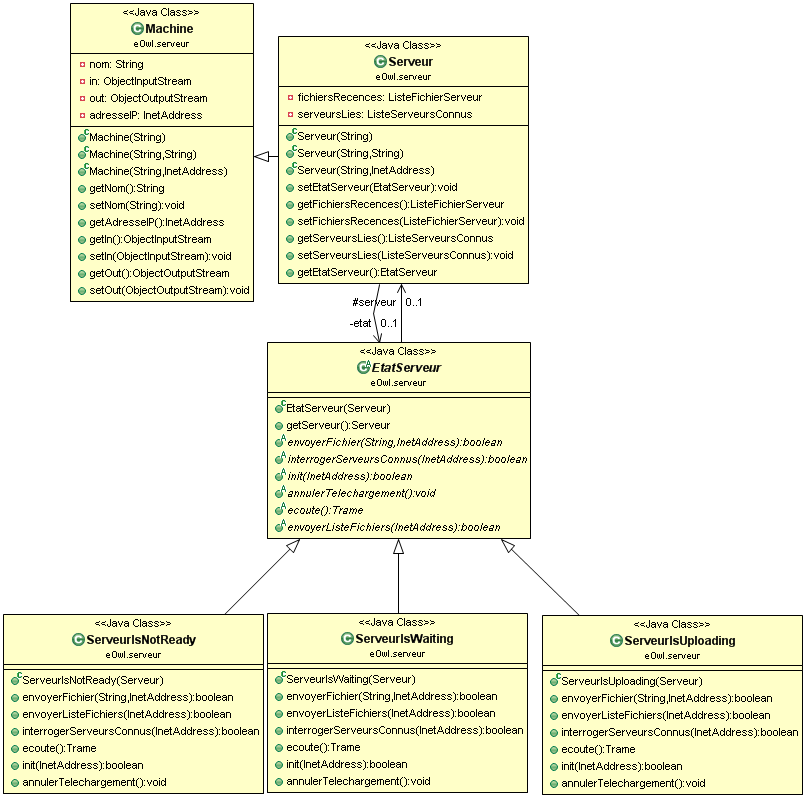 <<Java Class>>
Machine
eOwl.serveur
nom: String
in: ObjectInputStream
out: ObjectOutputStream
adresseIP: InetAddress
Machine(String)
Machine(String,String)
Machine(String,InetAddress)
getNom():String
setNom(String):void
getAdresseIP():InetAddress
getIn():ObjectInputStream
setIn(ObjectInputStream):void
getOut():ObjectOutputStream
setOut(ObjectOutputStream):void
<<Java Class>>
Serveur
eOwl.serveur
fichiersRecences: ListeFichierServeur
serveursLies: ListeServeursConnus
Serveur(String)
Serveur(String,String)
Serveur(String,InetAddress)
setEtatServeur(EtatServeur):void
getFichiersRecences():ListeFichierServeur
setFichiersRecences(ListeFichierServeur):void
getServeursLies():ListeServeursConnus
setServeursLies(ListeServeursConnus):void
getEtatServeur():EtatServeur
#serveur 0..1
-etat 0..1
<<Java Class>>
EtatServeur
eOwl.serveur
EtatServeur(Serveur)
getServeur():Serveur
envoyerFichier(String,InetAddress):boolean
interrogerServeursConnus(InetAddress):boolean
init(InetAddress):boolean
annulerTelechargement():void
ecoute():Trame
envoyerListeFichiers(InetAddress):boolean
<<Java Class>>
ServeurIsNotReady
eOwl.serveur
ServeurIsNotReady(Serveur)
envoyerFichier(String,InetAddress):boolean
envoyerListeFichiers(InetAddress):boolean
interrogerServeursConnus(InetAddress):boolean
ecoute():Trame
init(InetAddress):boolean
annulerTelechargement():void
<<Java Class>>
ServeurIsWaiting
eOwl.serveur
ServeurIsWaiting(Serveur)
envoyerFichier(String,InetAddress):boolean
envoyerListeFichiers(InetAddress):boolean
interrogerServeursConnus(InetAddress):boolean
ecoute():Trame
init(InetAddress):boolean
annulerTelechargement():void
<<Java Class>>
ServeurIsUploading
eOwl.serveur
ServeurIsUploading(Serveur)
envoyerFichier(String,InetAddress):boolean
envoyerListeFichiers(InetAddress):boolean
interrogerServeursConnus(InetAddress):boolean
ecoute():Trame
init(InetAddress):boolean
annulerTelechargement():void